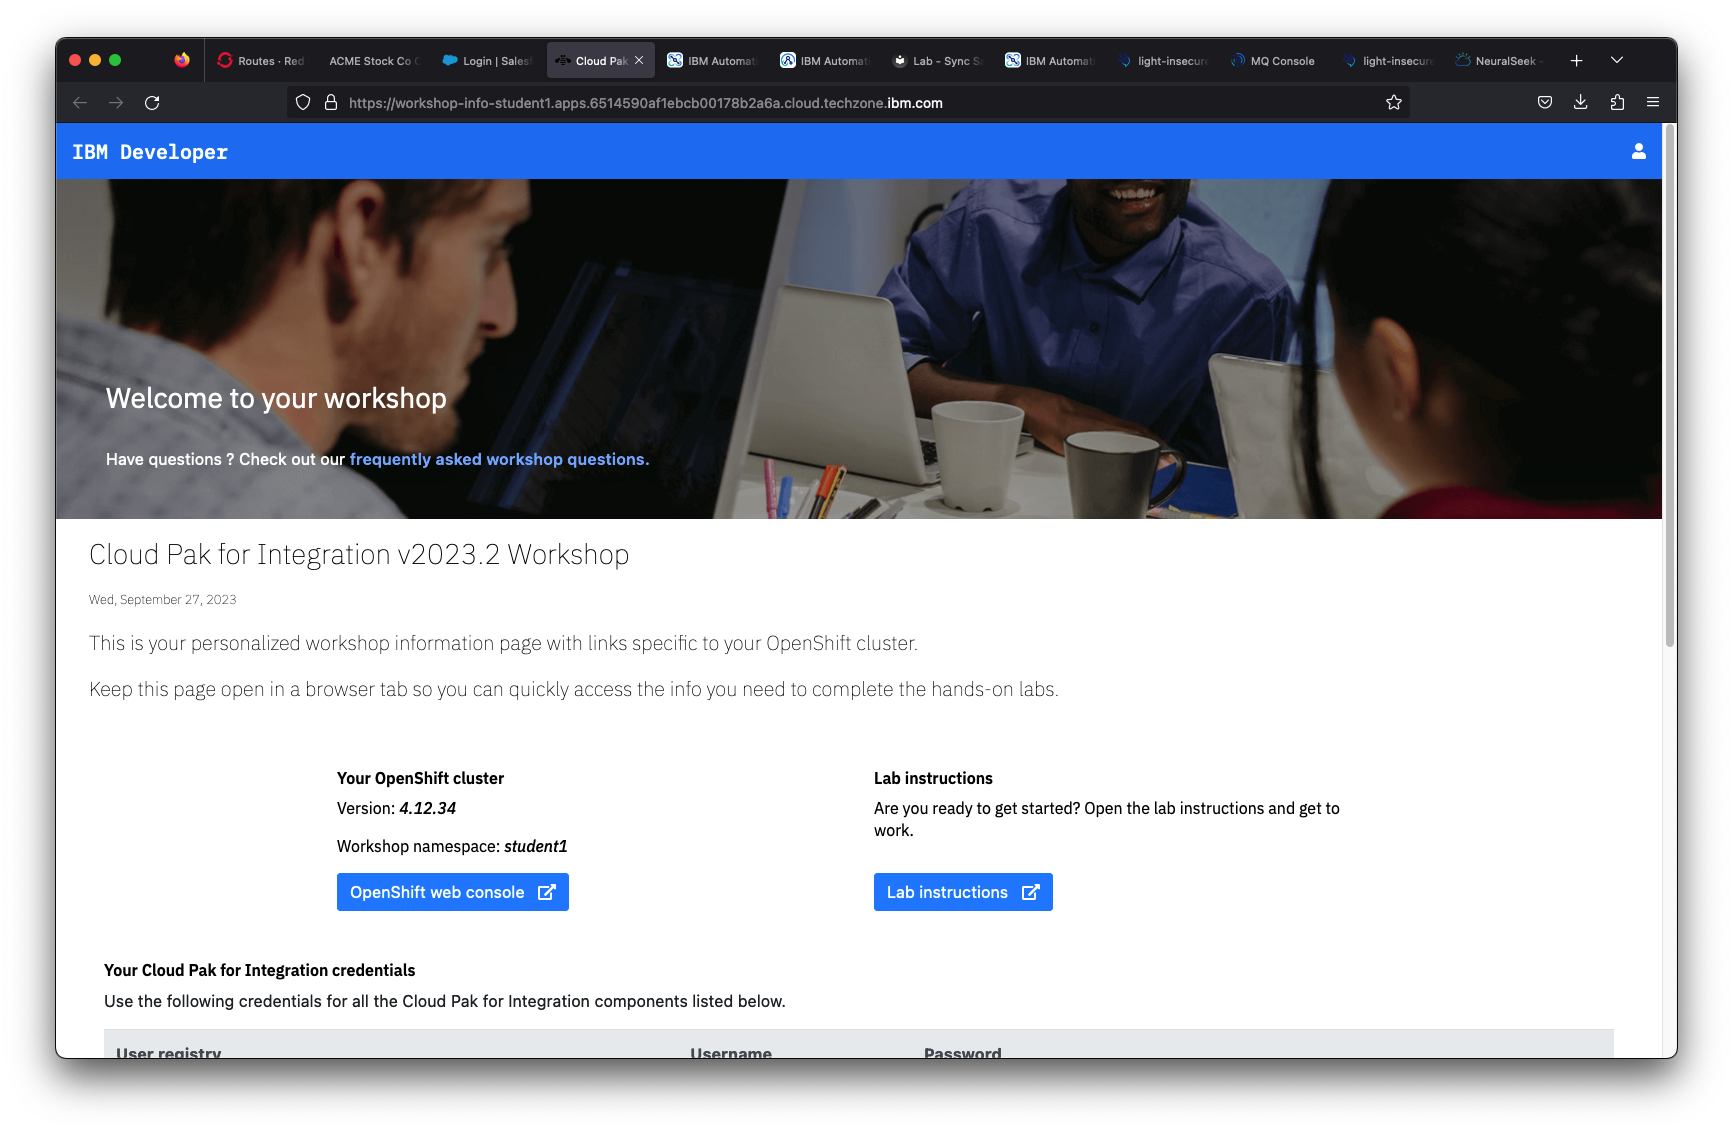 Routes · Red
ACME Stock Co
Login | Sales
Cloud Pak
IBM Automat
IBM Automat
Lab - Sync Sa
IBM Automat
light-insecure
MQ Console
light-insecure
NeuralSeek -
https://workshop-info-student1.apps.6514590af1ebcb00178b2a6a.cloud.techzone.ibm.com
IBM Developer
Welcome to your workshop
Have questions ? Check out our frequently asked workshop questions.
Cloud Pak for Integration v2023.2 Workshop
Wed, September 27, 2023
This is your personalized workshop information page with links specific to your OpenShift cluster.
Keep this page open in a browser tab so you can quickly access the info you need to complete the hands-on labs.
Your OpenShift cluster
Version: 4.12.34
Workshop namespace: student1
OpenShift web console
Lab instructions
Are you ready to get started? Open the lab instructions and get to
work.
Lab instructions
Your Cloud Pak for Integration credentials
Use the following credentials for all the Cloud Pak for Integration components listed below.
User registry
Username
Password